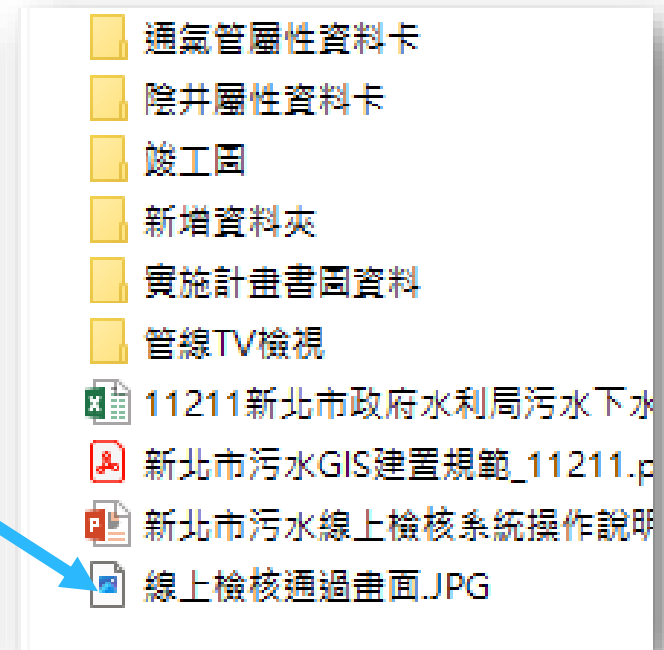 通氣管屬性資料卡
陰井屬性資料卡
竣工圖
新增資料夾
實施計畫書圖資料
管線TV檢視
11211新北市政府水利局污水下水
新北市污水GIS建置規範_11211.p
新北市污水線上檢核系統操作說明
線上檢核通過畫面.JPG